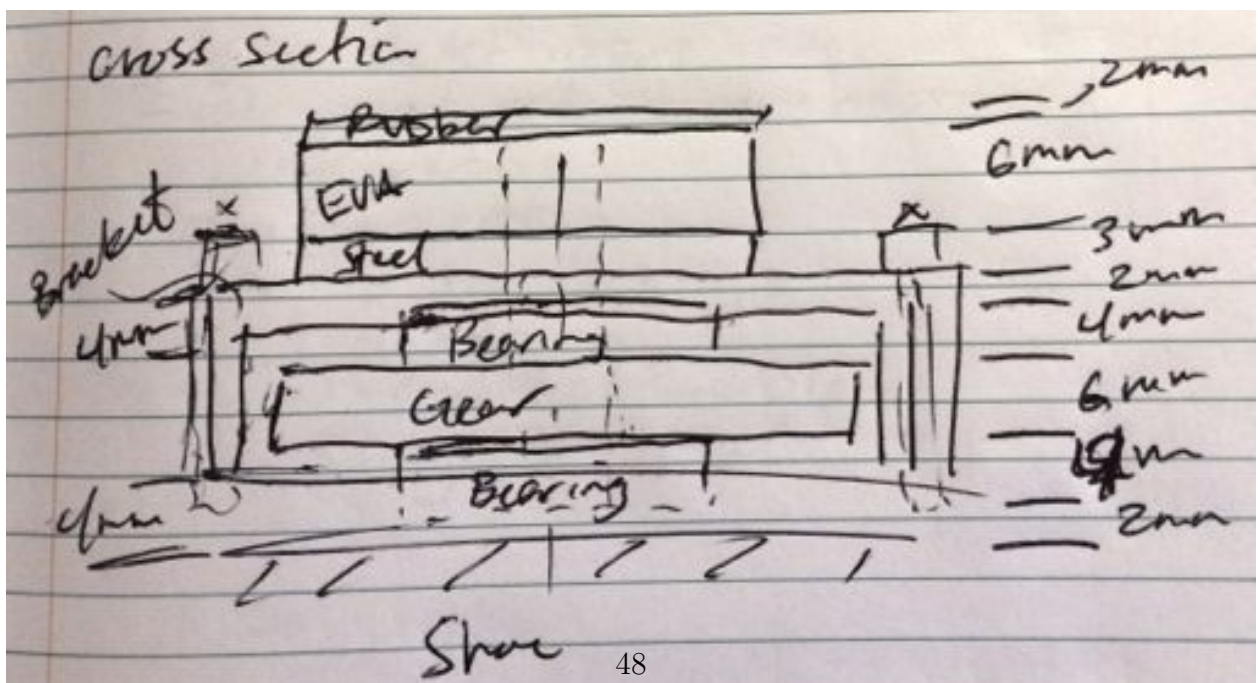 cross section
2mm
Rubber
6mm
EVA
Bracket
x
x
3mm
Steel
2mm
4mm
4mm
Bearing
6mm
Gear
Bearing
4mm
2mm
Shoe
48